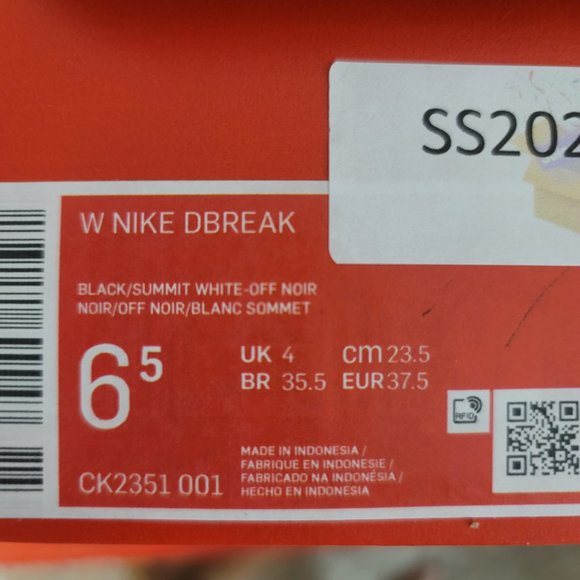 SS202
W NIKE DBREAK
BLACK/SUMMIT WHITE-OFF NOIR
NOIR/OFF NOIR/BLANC SOMMET
6⁵
UK 4 cm 23.5
BR 35.5 EUR 37.5
RFID
CK2351 001
MADE IN INDONESIA /
FABRIQUE EN INDONESIE /
FABRICADO NA INDONÉSIA /
HECHO EN INDONESIA